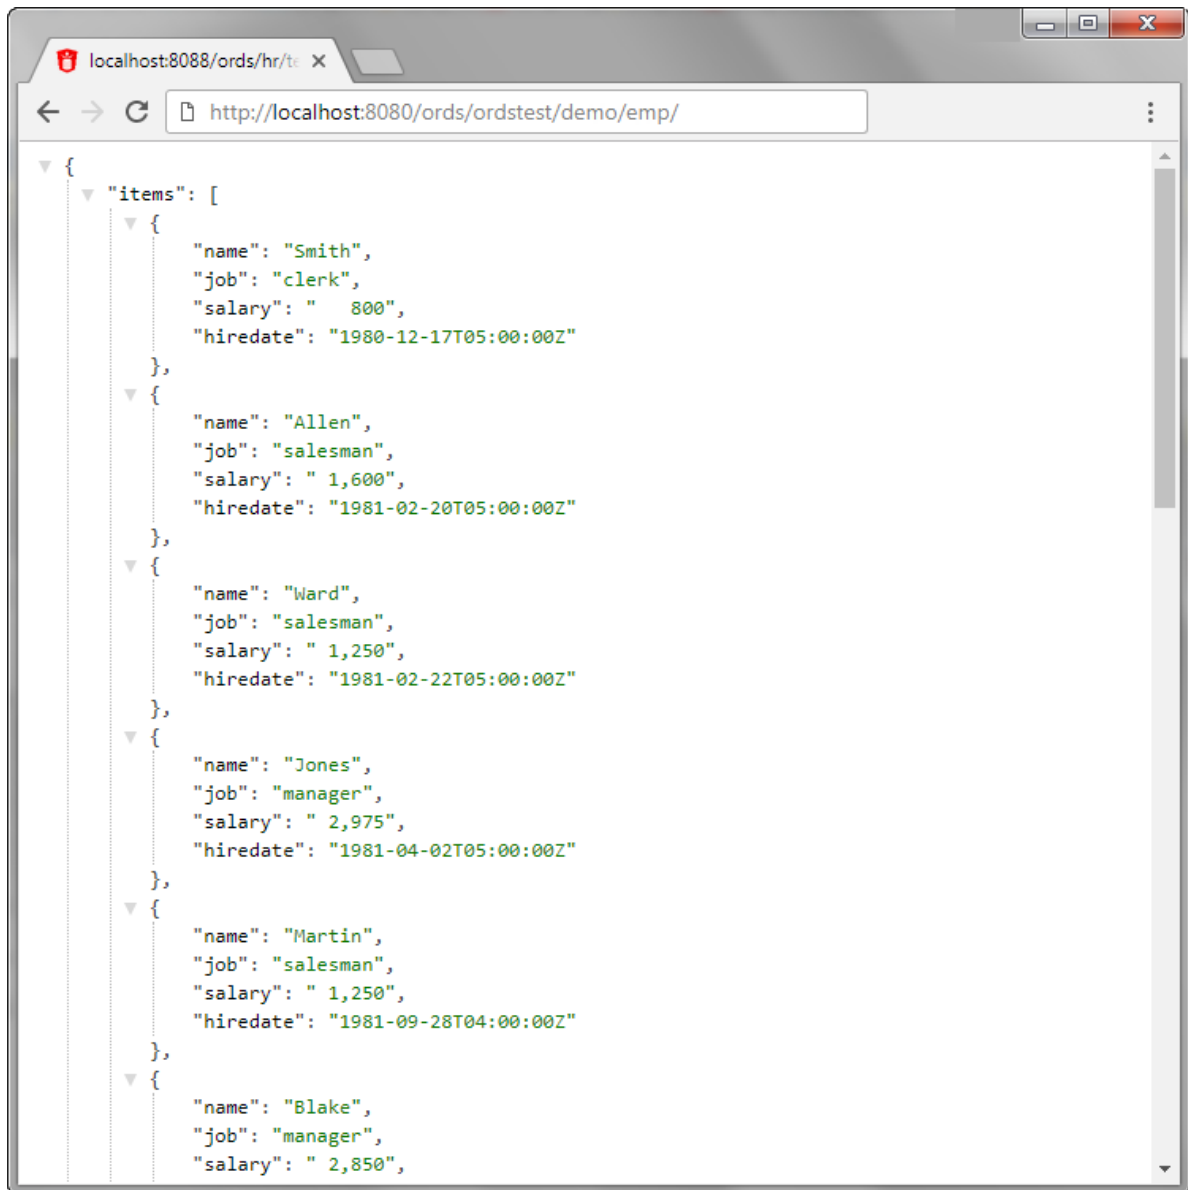 localhost:8088/ords/hr/te
http://localhost:8080/ords/ordstest/demo/emp/
{
"items": [
{
"name": "Smith",
"job": "clerk",
"salary": "   800",
"hiredate": "1980-12-17T05:00:00Z"
},
{
"name": "Allen",
"job": "salesman",
"salary": " 1,600",
"hiredate": "1981-02-20T05:00:00Z"
},
{
"name": "Ward",
"job": "salesman",
"salary": " 1,250",
"hiredate": "1981-02-22T05:00:00Z"
},
{
"name": "Jones",
"job": "manager",
"salary": " 2,975",
"hiredate": "1981-04-02T05:00:00Z"
},
{
"name": "Martin",
"job": "salesman",
"salary": " 1,250",
"hiredate": "1981-09-28T04:00:00Z"
},
{
"name": "Blake",
"job": "manager",
"salary": " 2,850",